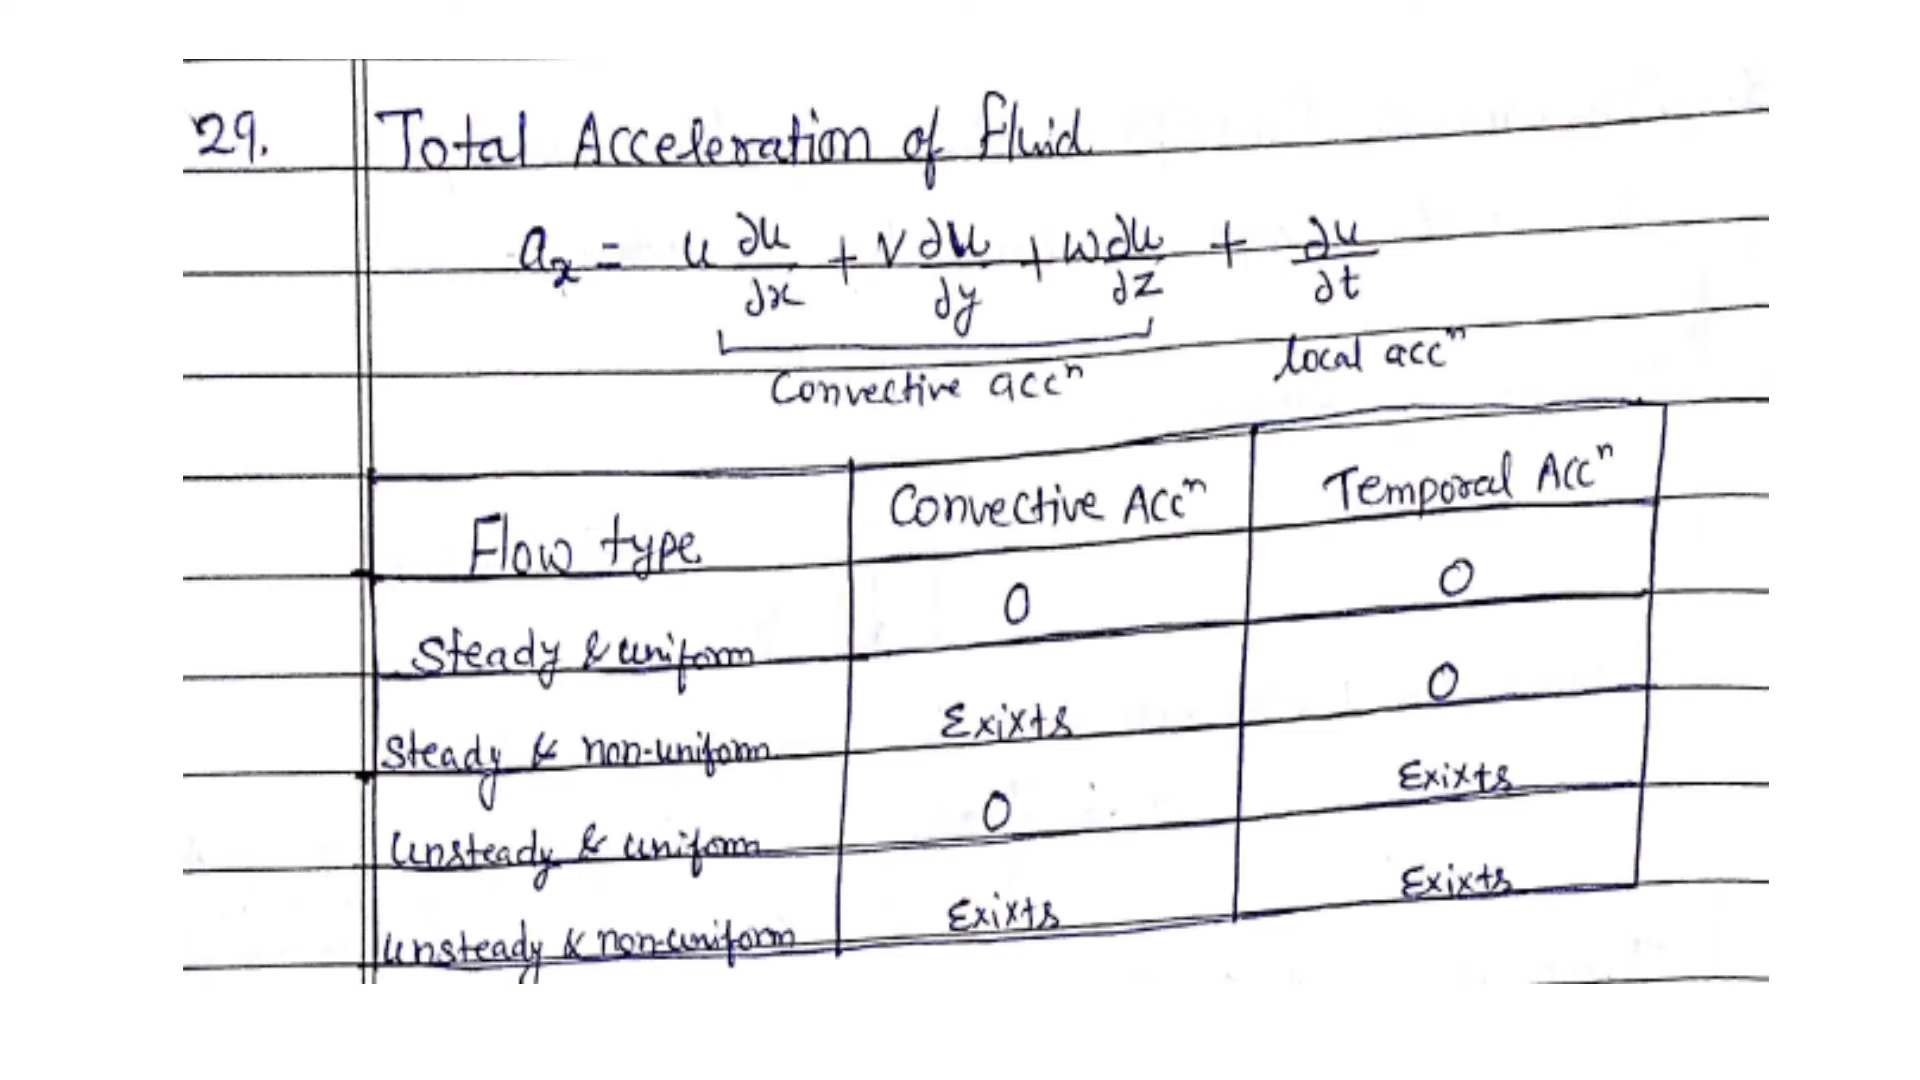 29. Total Acceleration of fluid
aₓ = u ∂u/∂x + v ∂u/∂y + w ∂u/∂z + ∂u/∂t
Convective accⁿ local accⁿ
Flow type Convective Accⁿ Temporal Accⁿ
Steady & uniform 0 0
Steady & non-uniform Exixts 0
Unsteady & uniform 0 Exixts
Unsteady & non-uniform Exixts Exixts